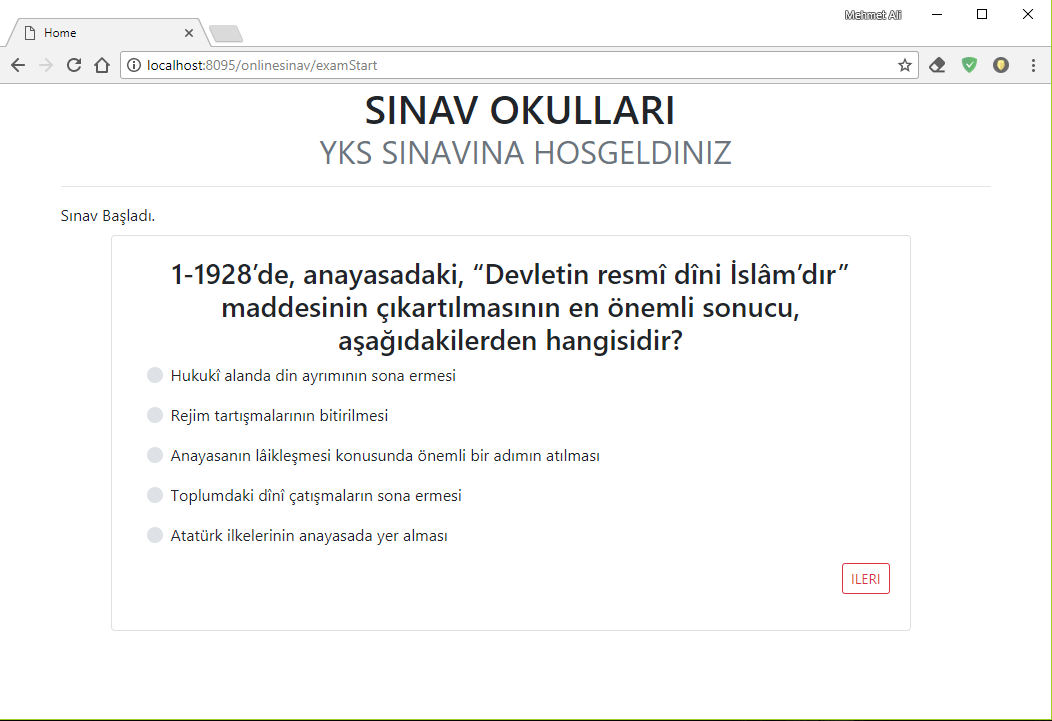 Mehmet Ali
Home
localhost:8095/onlinesinav/examStart
SINAV OKULLARI
YKS SINAVINA HOSGELDINIZ
Sınav Başladı.
1-1928’de, anayasadaki, “Devletin resmî dîni İslâm’dır”
maddesinin çıkartılmasının en önemli sonucu,
aşağıdakilerden hangisidir?
Hukukî alanda din ayrımının sona ermesi
Rejim tartışmalarının bitirilmesi
Anayasanın lâikleşmesi konusunda önemli bir adımın atılması
Toplumdaki dînî çatışmaların sona ermesi
Atatürk ilkelerinin anayasada yer alması
ILERI